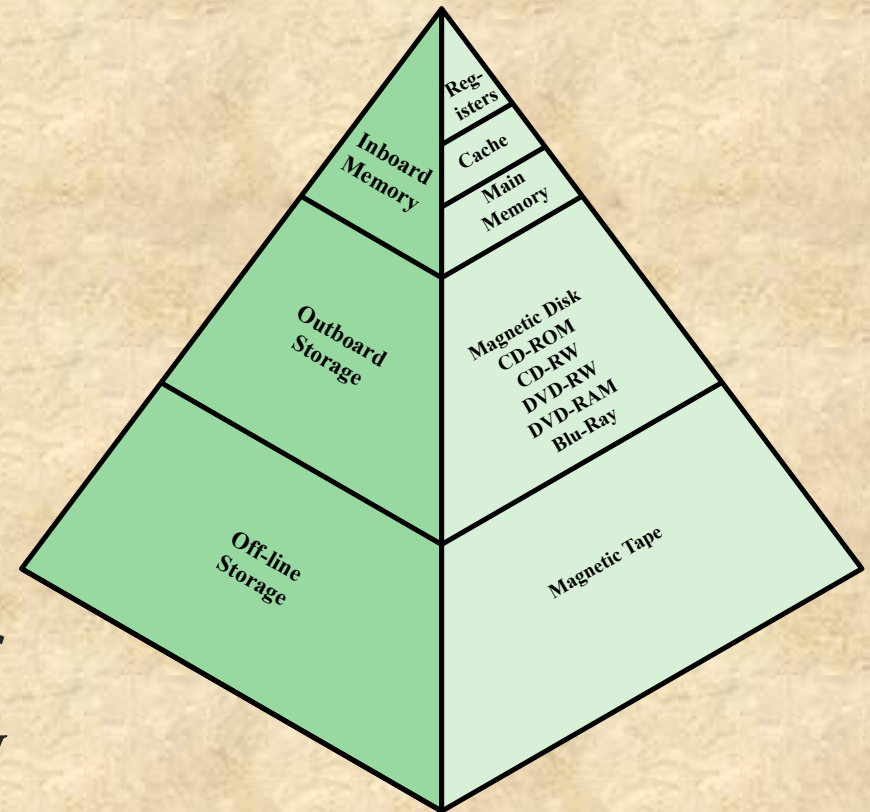 Reg-
isters
Cache
Main
Memory
Inboard
Memory
Outboard
Storage
Magnetic Disk
CD-ROM
CD-RW
DVD-RW
DVD-RAM
Blu-Ray
Off-line
Storage
Magnetic Tape